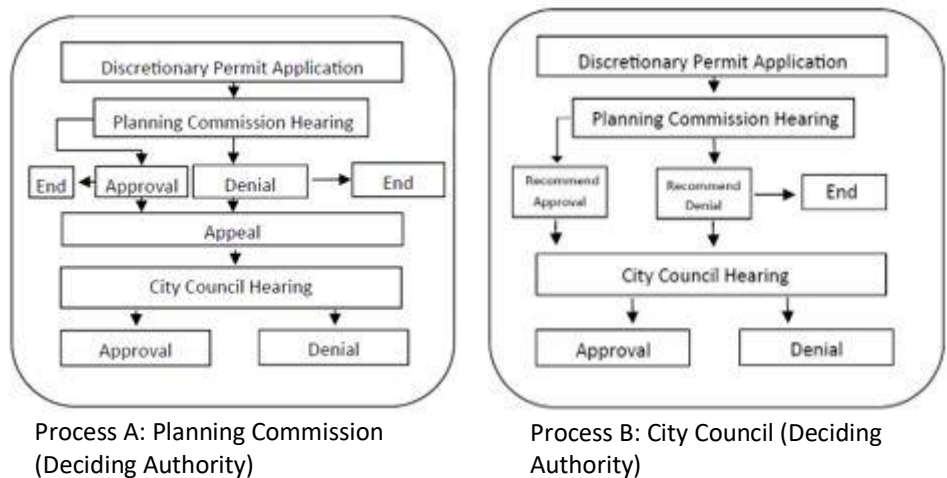 Discretionary Permit Application
Planning Commission Hearing
End
Approval
Denial
End
Appeal
City Council Hearing
Approval
Denial
Process A: Planning Commission
(Deciding Authority)
Discretionary Permit Application
Planning Commission Hearing
Recommend
Approval
Recommend
Denial
End
City Council Hearing
Approval
Denial
Process B: City Council (Deciding
Authority)